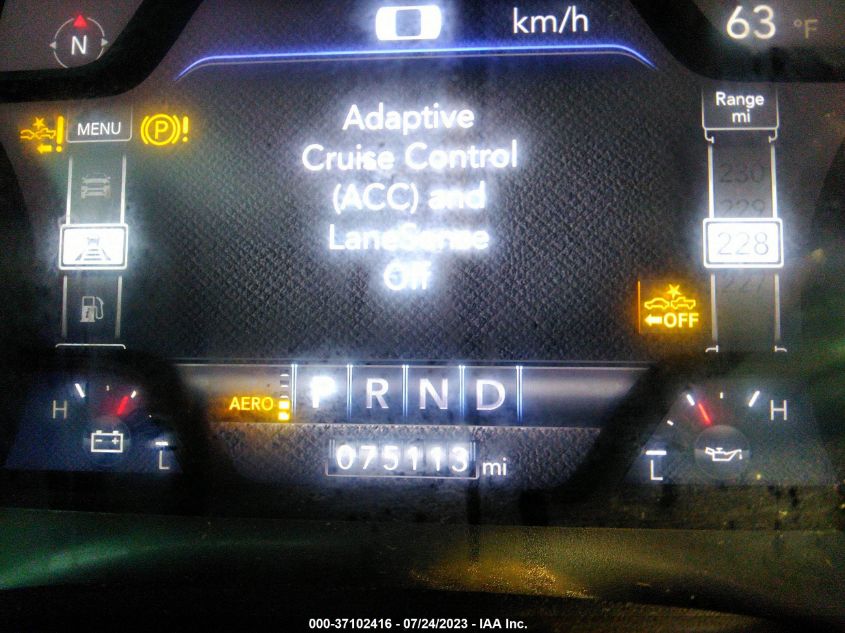 N
km/h
63 °F
MENU
(P)!
Adaptive
Cruise Control
(ACC) and
LaneSense
Off
Range
mi
230
229
228
227
OFF
AERO
P R N D
H
L
075113 mi
H
L
000-37102416 - 07/24/2023 - IAA Inc.